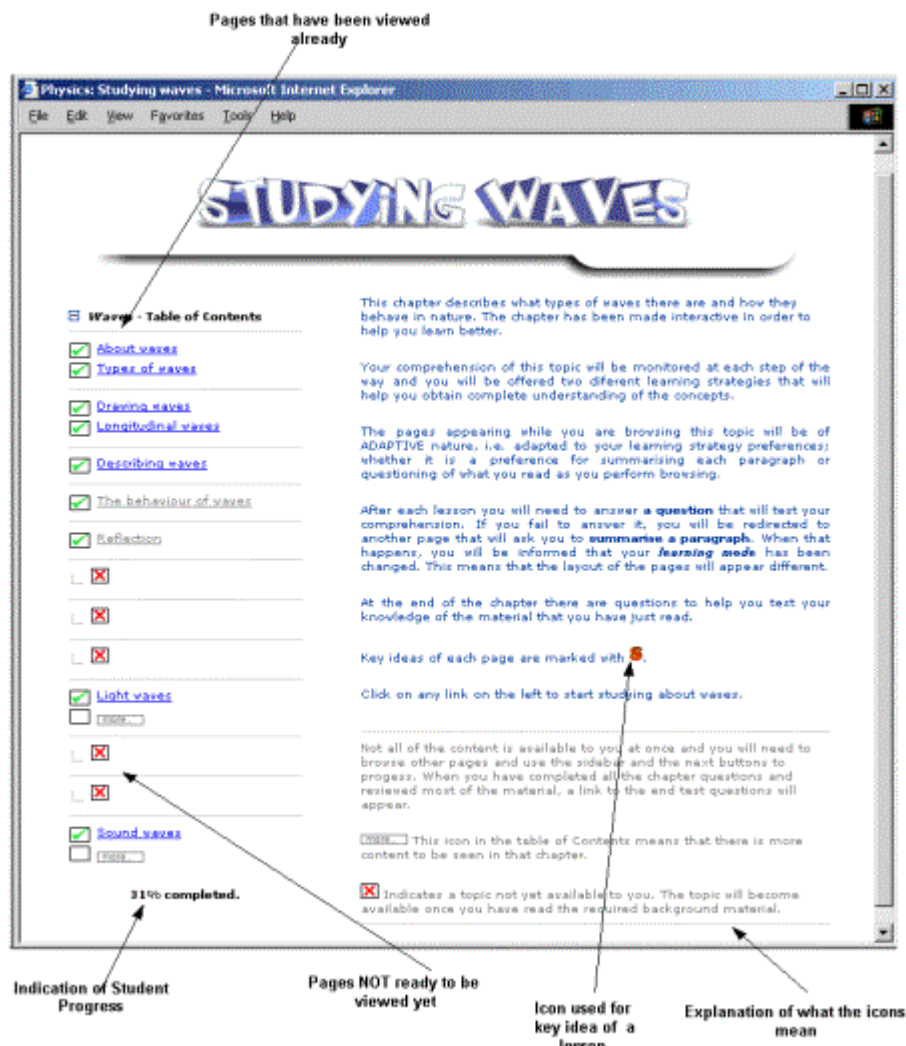 Pages that have been viewed
already
Physics: Studying waves - Microsoft Internet Explorer
File Edit View Favorites Tools Help
STUDYiNG WAVES
Waves - Table of Contents
About waves
Types of waves
Drawing waves
Longitudinal waves
Describing waves
The behaviour of waves
Reflection
Light waves
more...
Sound waves
more...
31% completed.
This chapter describes what types of waves there are and how they
behave in nature. The chapter has been made interactive in order to
help you learn better.
Your comprehension of this topic will be monitored at each step of the
way and you will be offered two diferent learning strategies that will
help you obtain complete understanding of the concepts.
The pages appearing while you are browsing this topic will be of
ADAPTIVE nature, i.e. adapted to your learning strategy preferences;
whether it is a preference for summarising each paragraph or
questioning of what you read as you perform browsing.
After each lesson you will need to answer a question that will test your
comprehension. If you fail to answer it, you will be redirected to
another page that will ask you to summarise a paragraph. When that
happens, you will be informed that your learning mode has been
changed. This means that the layout of the pages will appear different.
At the end of the chapter there are questions to help you test your
knowledge of the material that you have just read.
Key ideas of each page are marked with S.
Click on any link on the left to start studying about waves.
Not all of the content is available to you at once and you will need to
browse other pages and use the sidebar and the next buttons to
progess. When you have completed all the chapter questions and
reviewed most of the material, a link to the end test questions will
appear.
more... This icon in the table of Contents means that there is more
content to be seen in that chapter.
Indicates a topic not yet available to you. The topic will become
available once you have read the required background material.
Indication of Student
Progress
Pages NOT ready to be
viewed yet
Icon used for
key idea of a
lesson
Explanation of what the icons
mean